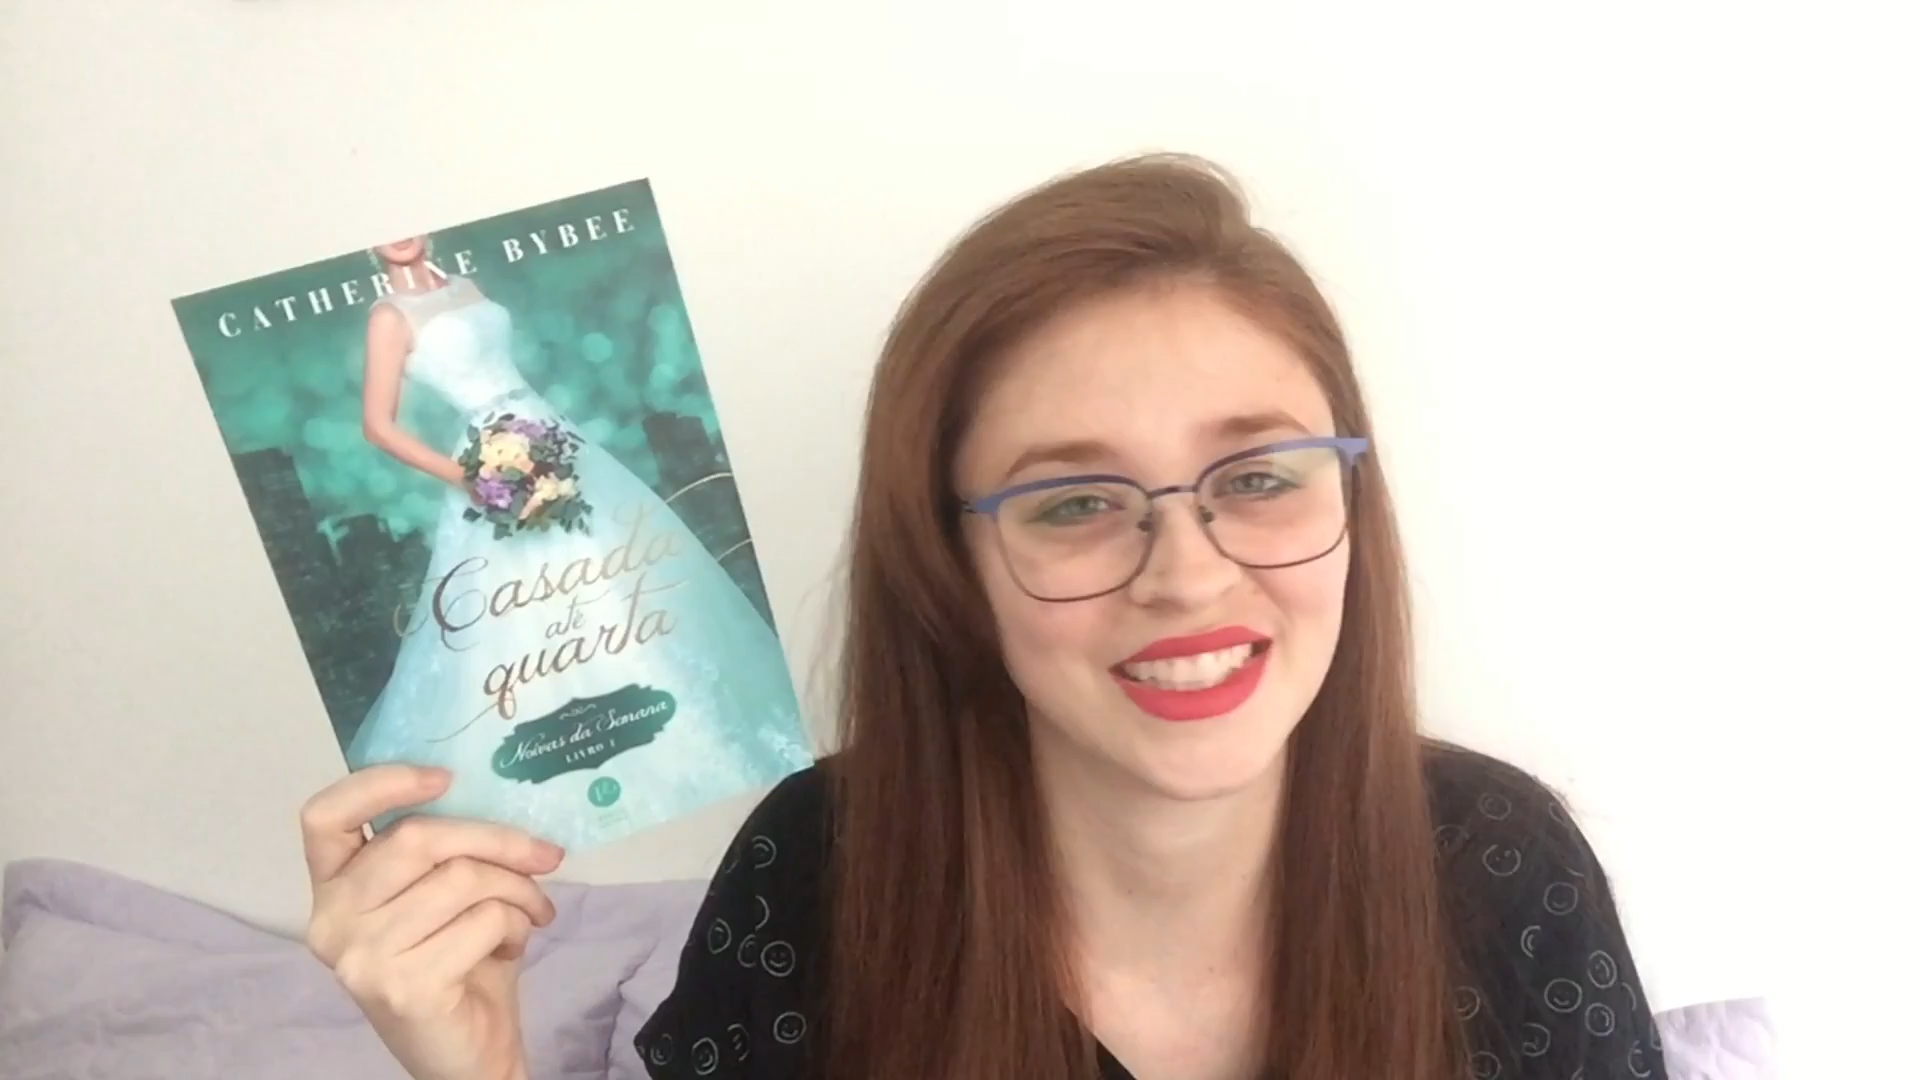 CATHERINE BYBEE
Casada
até
quarta
Noivas da Semana
LIVRO 1